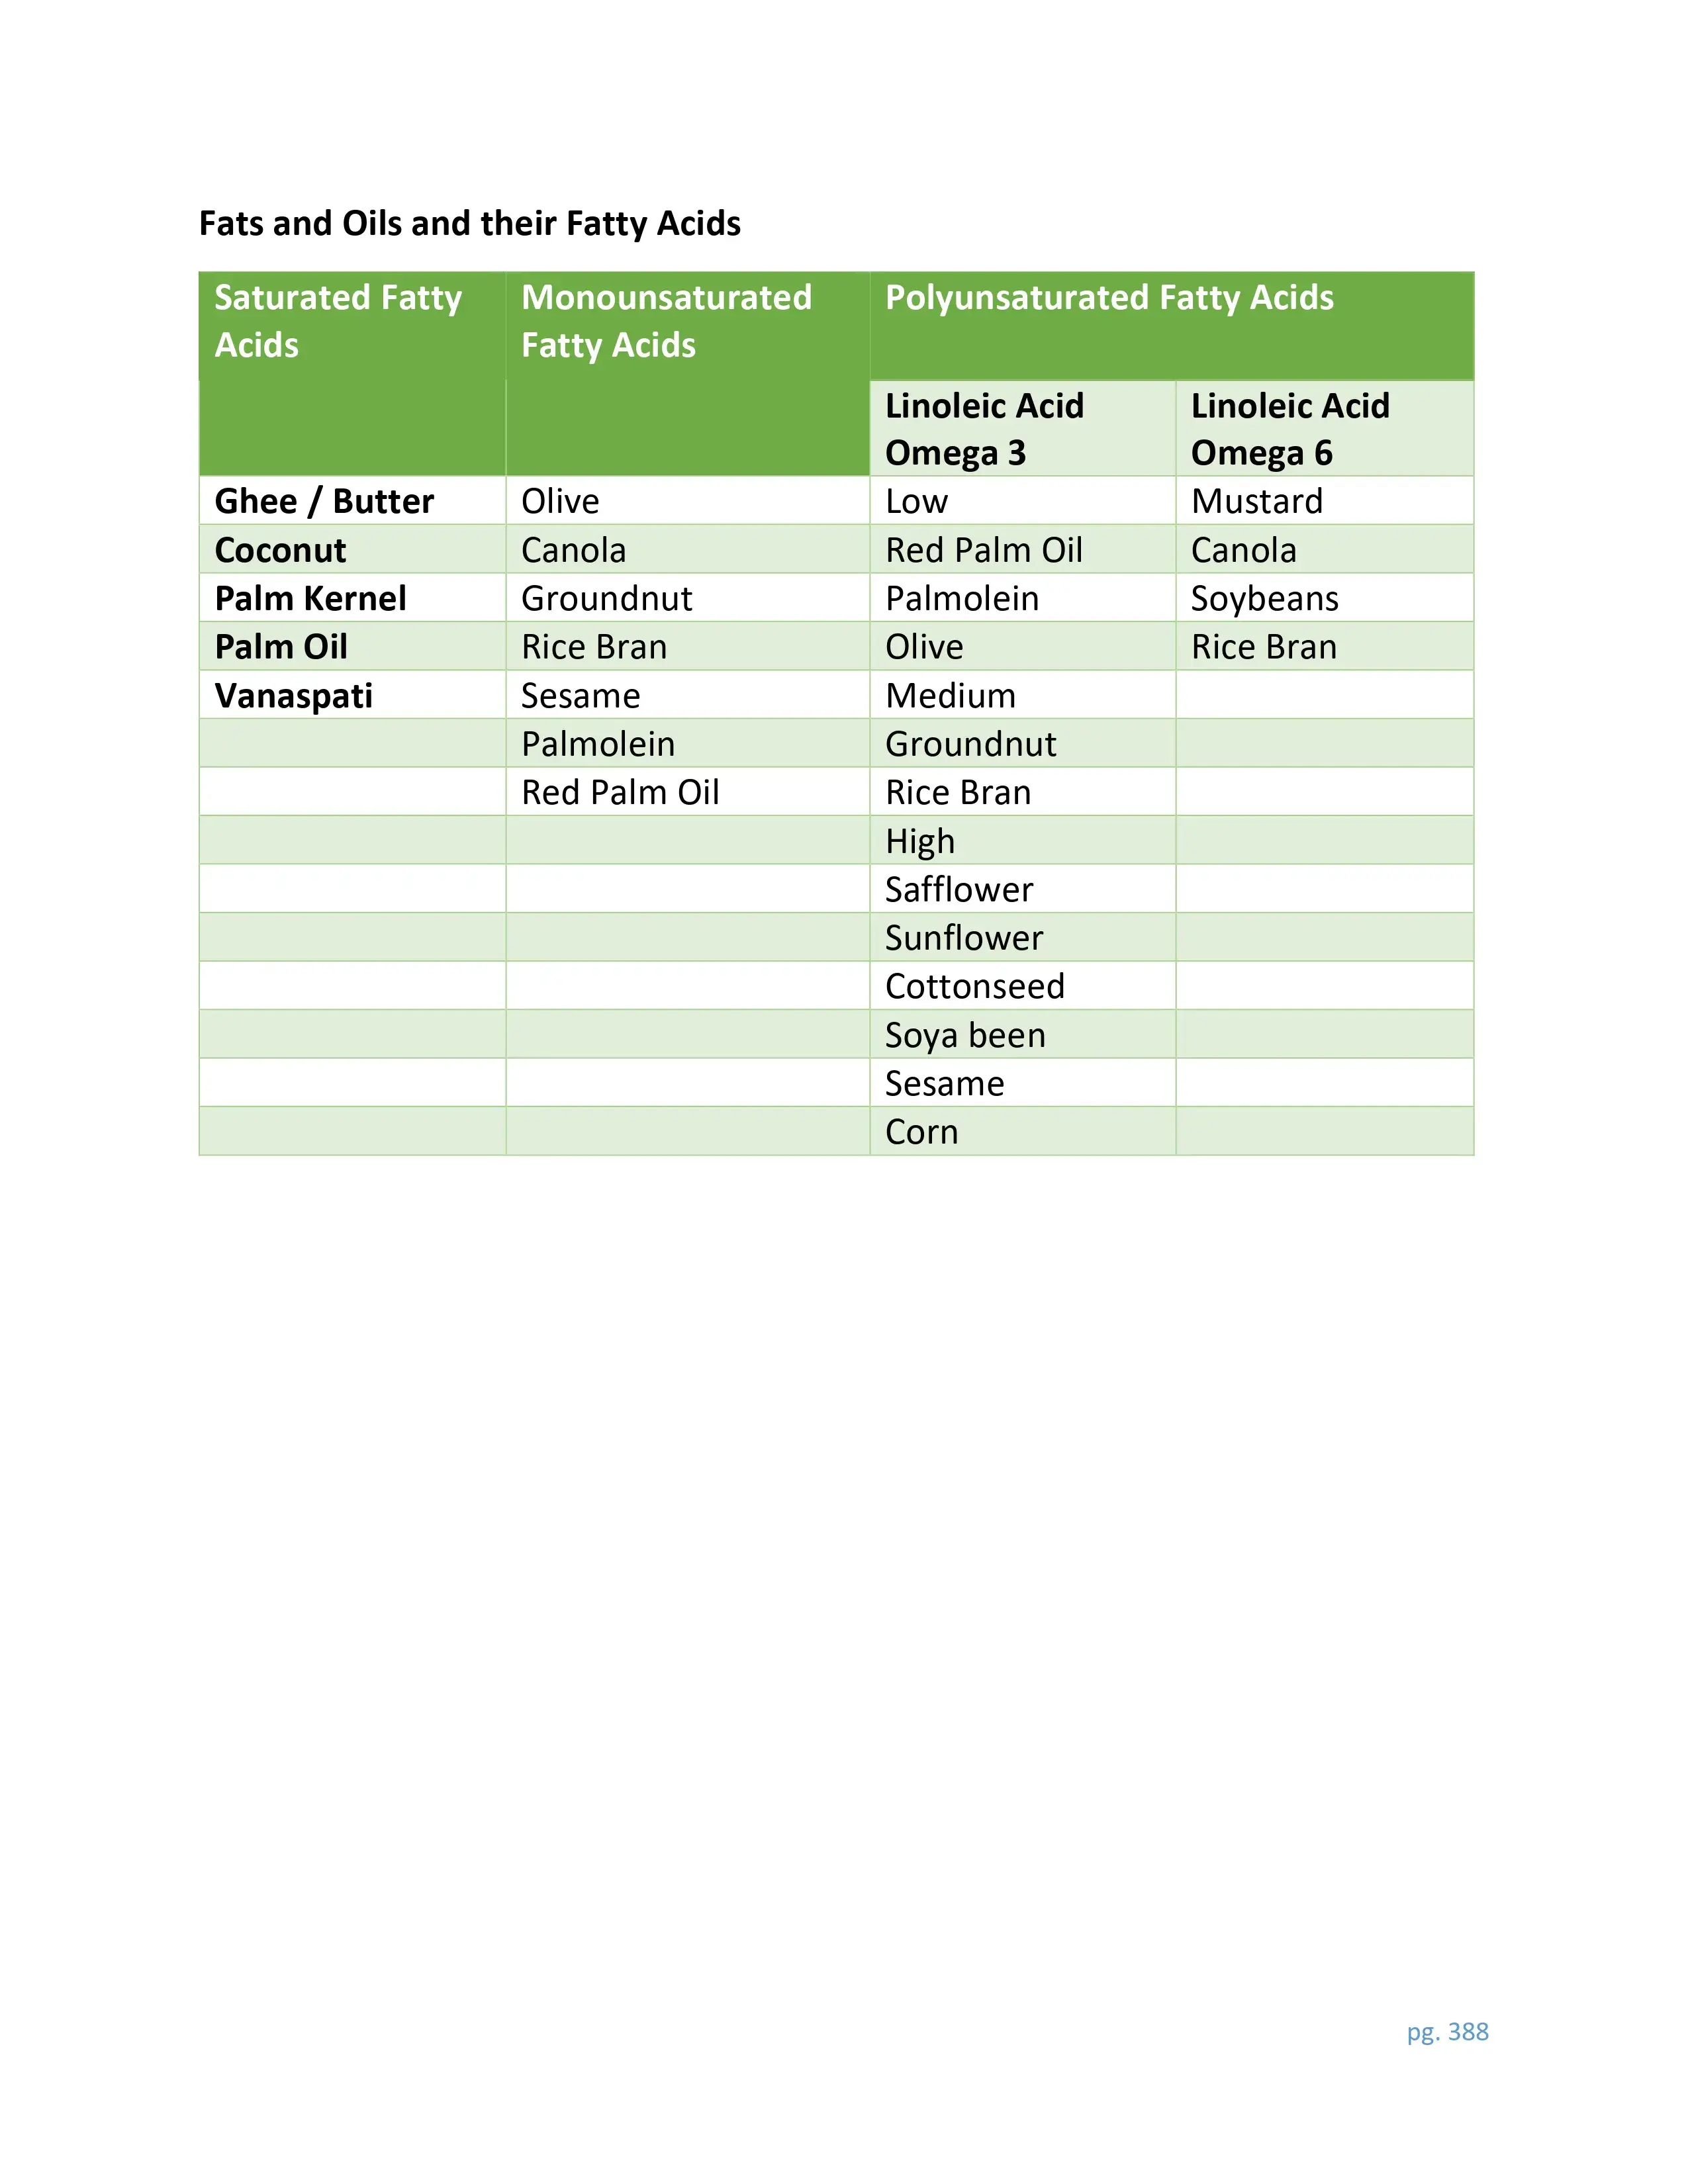 Fats and Oils and their Fatty Acids
Saturated Fatty Acids Monounsaturated Fatty Acids Polyunsaturated Fatty Acids
Linoleic Acid Omega 3 Linoleic Acid Omega 6
Ghee / Butter Olive Low Mustard
Coconut Canola Red Palm Oil Canola
Palm Kernel Groundnut Palmolein Soybeans
Palm Oil Rice Bran Olive Rice Bran
Vanaspati Sesame Medium
Palmolein Groundnut
Red Palm Oil Rice Bran
High
Safflower
Sunflower
Cottonseed
Soya been
Sesame
Corn
pg. 388